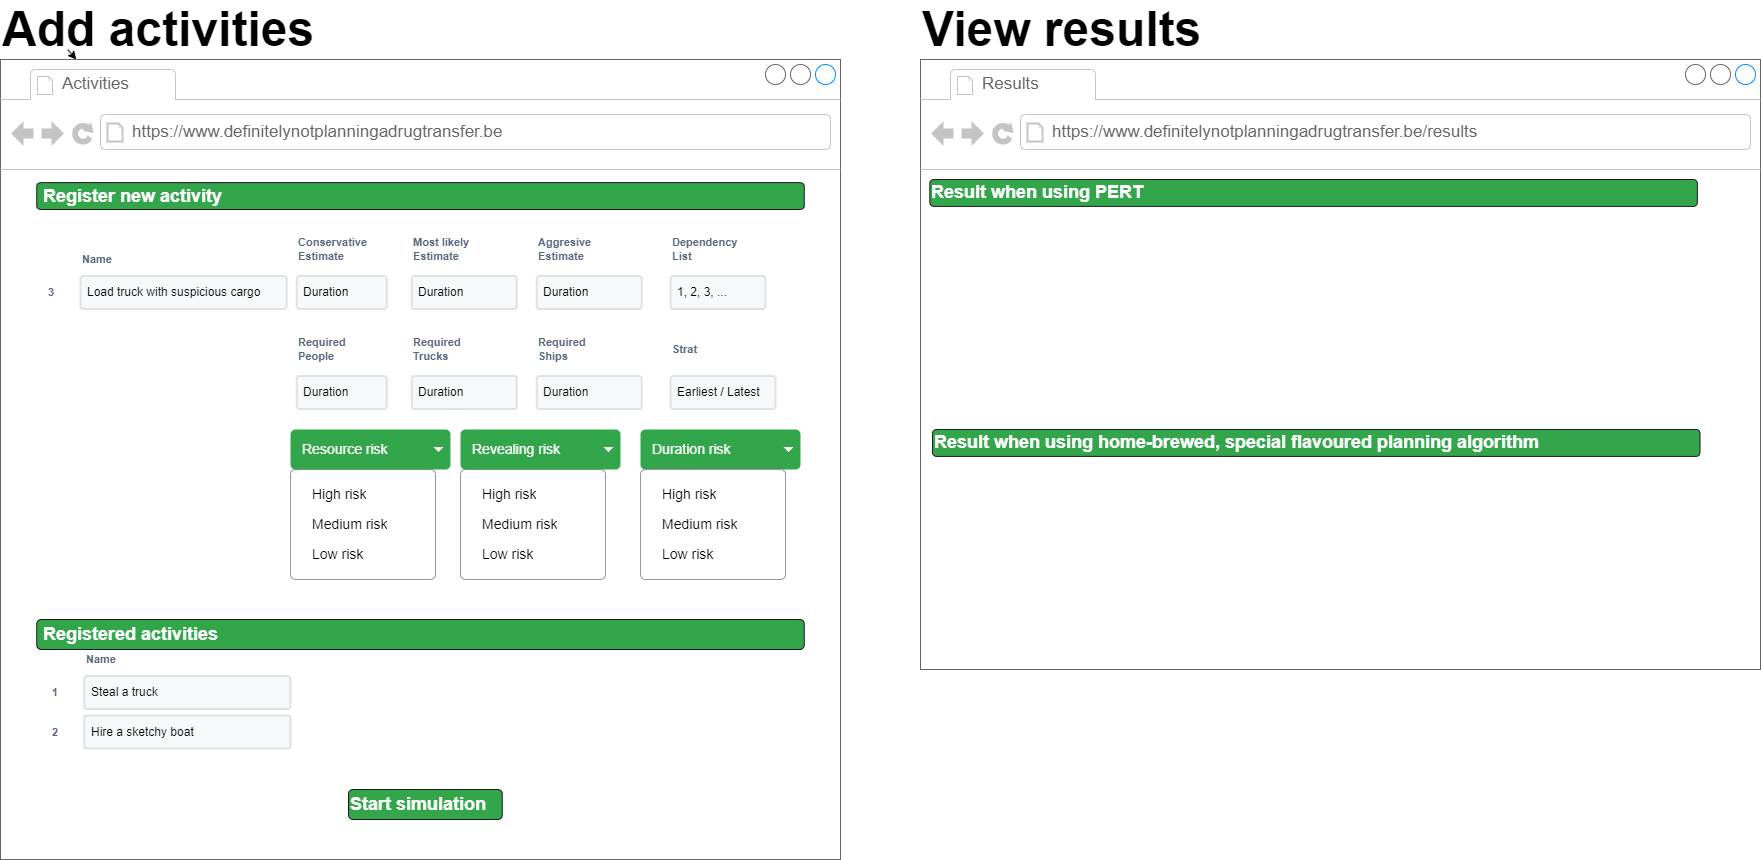 Add activities
Activities
https://www.definitelynotplanningadrugtransfer.be
Register new activity
Name
Conservative
Estimate
Most likely
Estimate
Aggresive
Estimate
Dependency
List
3
Load truck with suspicious cargo
Duration
Duration
Duration
1, 2, 3, ...
Required
People
Required
Trucks
Required
Ships
Strat
Duration
Duration
Duration
Earliest / Latest
Resource risk
High risk
Medium risk
Low risk
Revealing risk
High risk
Medium risk
Low risk
Duration risk
High risk
Medium risk
Low risk
Registered activities
Name
1
Steal a truck
2
Hire a sketchy boat
Start simulation
View results
Results
https://www.definitelynotplanningadrugtransfer.be/results
Result when using PERT
Result when using home-brewed, special flavoured planning algorithm